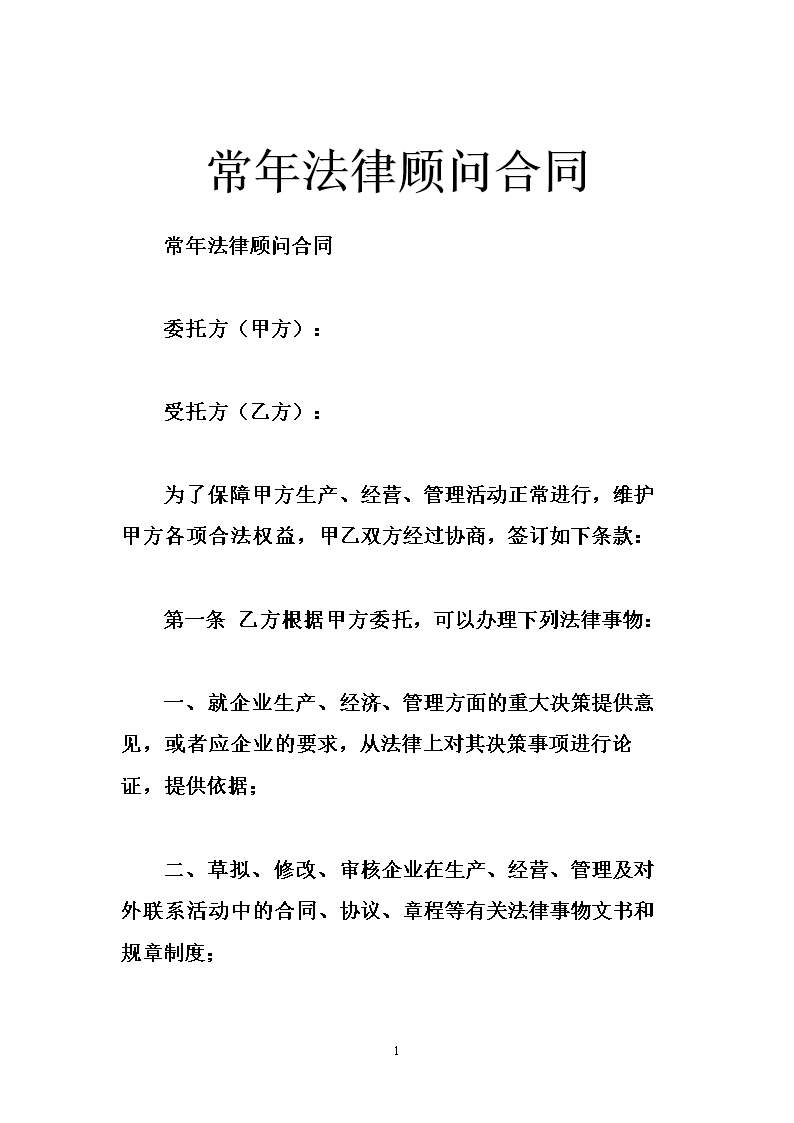 常年法律顾问合同
常年法律顾问合同
委托方（甲方）：
受托方（乙方）：
为了保障甲方生产、经营、管理活动正常进行，维护
甲方各项合法权益，甲乙双方经过协商，签订如下条款：
第一条 乙方根据甲方委托，可以办理下列法律事物：
一、就企业生产、经济、管理方面的重大决策提供意
见，或者应企业的要求，从法律上对其决策事项进行论
证，提供依据；
二、草拟、修改、审核企业在生产、经营、管理及对
外联系活动中的合同、协议、章程等有关法律事物文书和
规章制度；
1